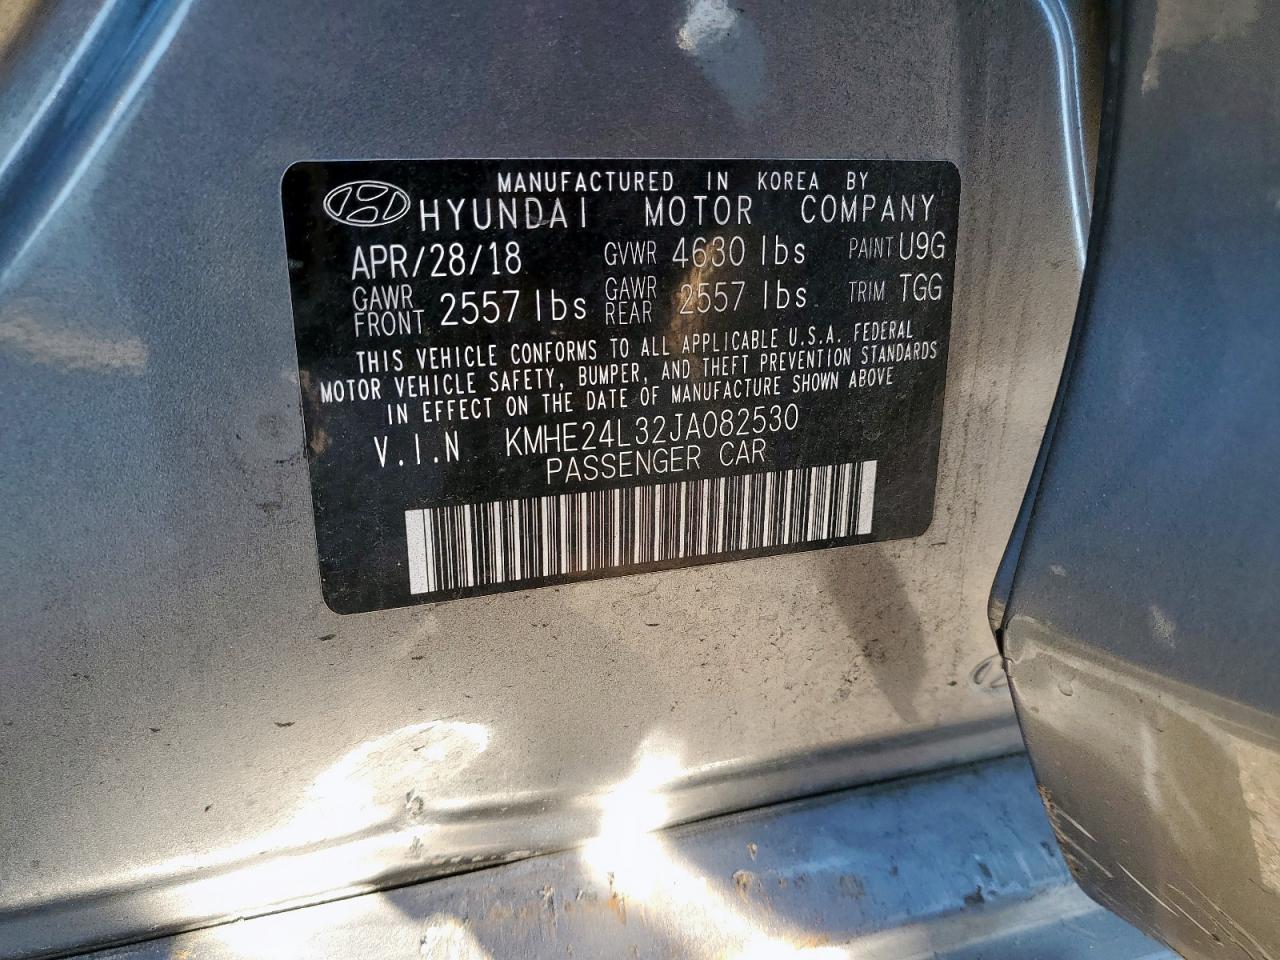 MANUFACTURED IN KOREA BY
HYUNDAI MOTOR COMPANY
APR/28/18 GVWR 4630 lbs PAINT U9G
GAWR FRONT 2557 lbs GAWR REAR 2557 lbs TRIM TGG
THIS VEHICLE CONFORMS TO ALL APPLICABLE U.S.A. FEDERAL
MOTOR VEHICLE SAFETY, BUMPER, AND THEFT PREVENTION STANDARDS
IN EFFECT ON THE DATE OF MANUFACTURE SHOWN ABOVE
V.I.N KMHE24L32JA082530
PASSENGER CAR